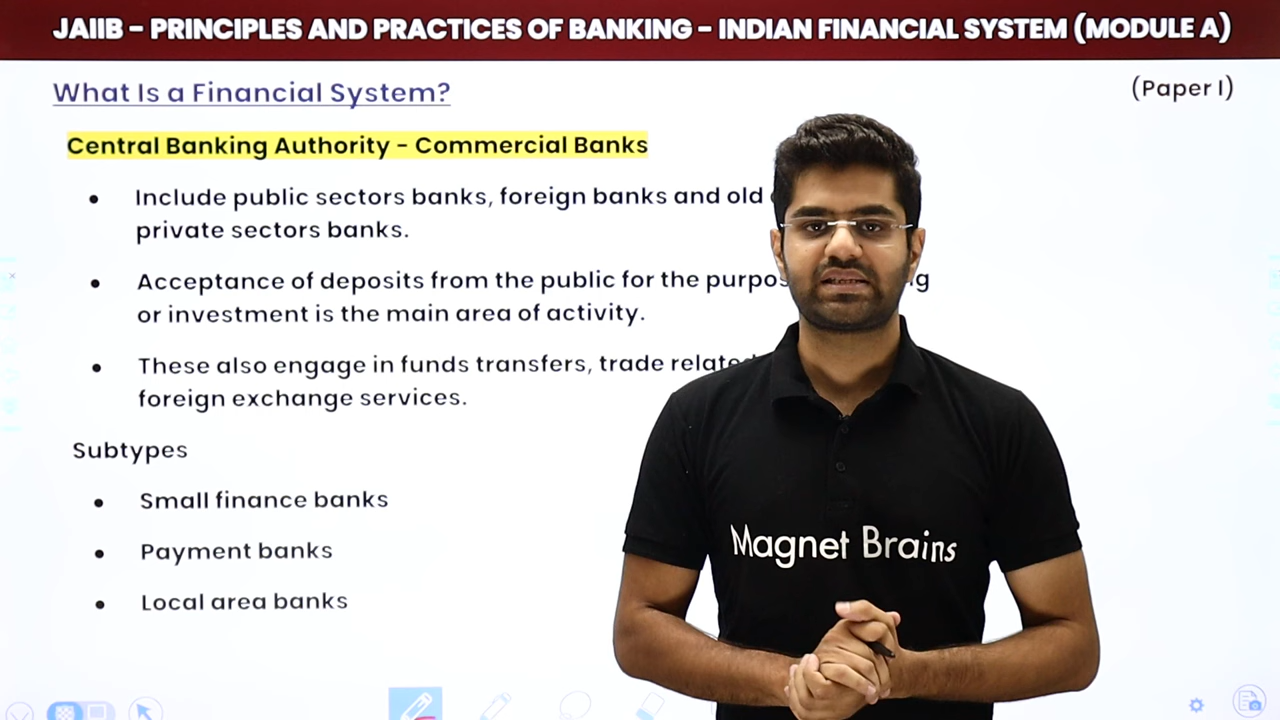 JAIIB – PRINCIPLES AND PRACTICES OF BANKING – INDIAN FINANCIAL SYSTEM (MODULE A)
What Is a Financial System?
(Paper I)
Central Banking Authority – Commercial Banks
• Include public sectors banks, foreign banks and old
private sectors banks.
• Acceptance of deposits from the public for the
or investment is the main area of activity.
• These also engage in funds transfers, trade
foreign exchange services.
Subtypes
• Small finance banks
• Payment banks
• Local area banks
Magnet Brains